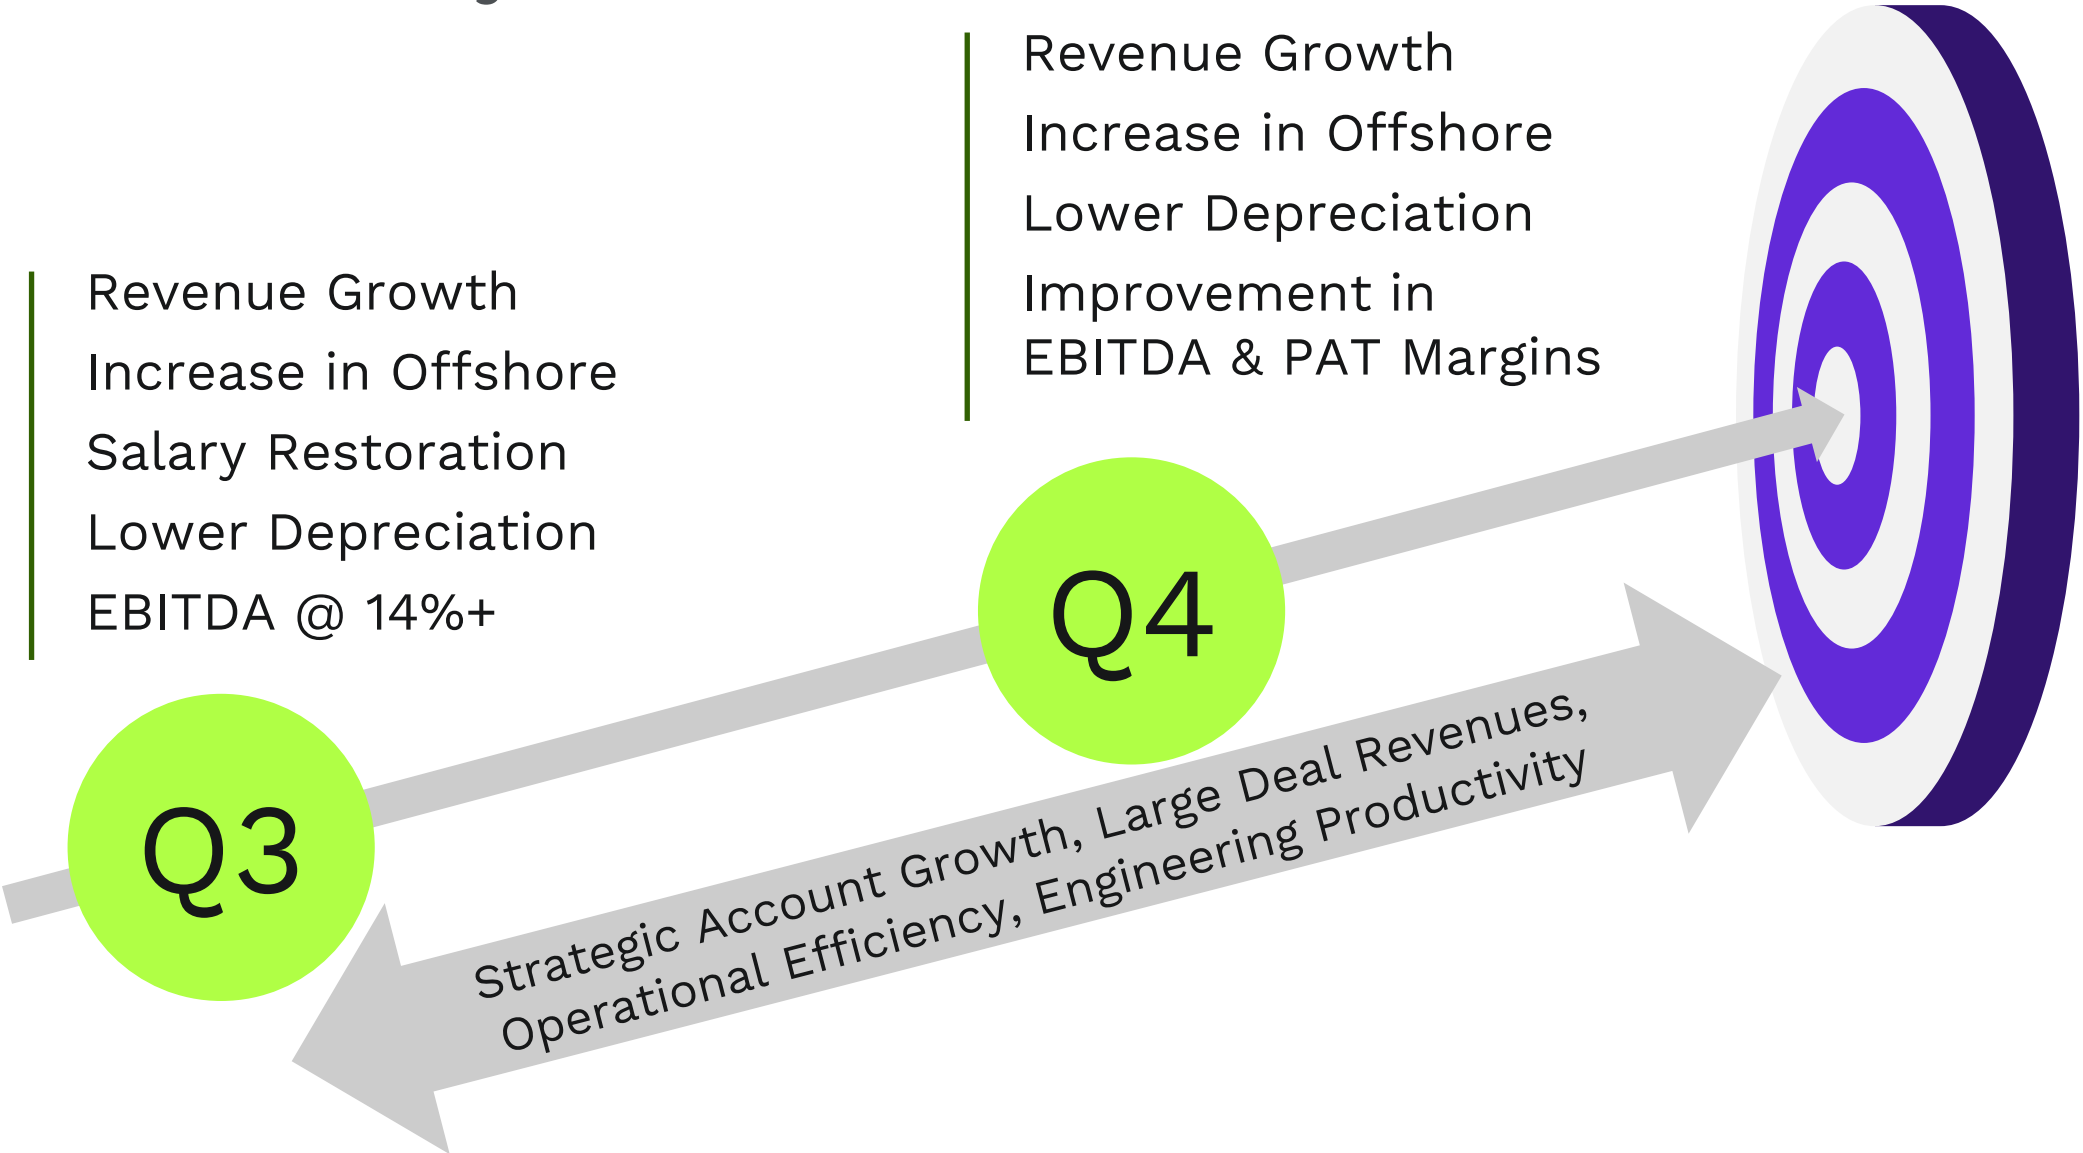 Revenue Growth
Increase in Offshore
Lower Depreciation
Improvement in
EBITDA & PAT Margins
Revenue Growth
Increase in Offshore
Salary Restoration
Lower Depreciation
EBITDA @ 14%+
Q4
Q3
Strategic Account Growth, Large Deal Revenues,
Operational Efficiency, Engineering Productivity